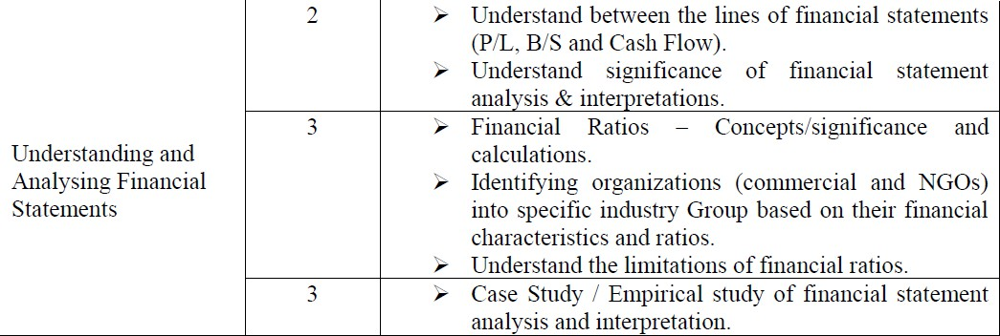 2
➢ Understand between the lines of financial statements
(P/L, B/S and Cash Flow).
➢ Understand significance of financial statement
analysis & interpretations.
Understanding and
Analysing Financial
Statements
3
➢ Financial Ratios – Concepts/significance and
calculations.
➢ Identifying organizations (commercial and NGOs)
into specific industry Group based on their financial
characteristics and ratios.
➢ Understand the limitations of financial ratios.
3
➢ Case Study / Empirical study of financial statement
analysis and interpretation.